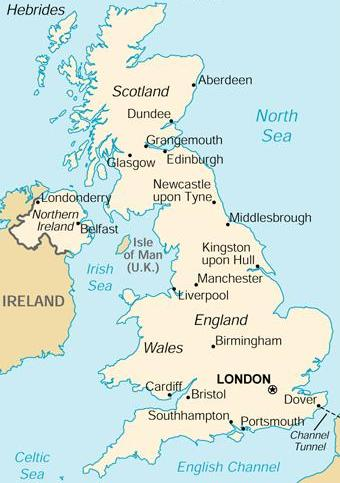 Hebrides
Aberdeen
Scotland
Dundee
North
Sea
Grangemouth
Glasgow
Edinburgh
Newcastle
upon Tyne
Londonderry
Northern
Ireland
Belfast
Middlesbrough
Isle
of Man
(U.K.)
Kingston
upon Hull
Irish
Sea
Manchester
Liverpool
IRELAND
England
Wales
Birmingham
LONDON
Cardiff
Bristol
Dover
Southampton
Portsmouth
Channel
Tunnel
Celtic
Sea
English Channel